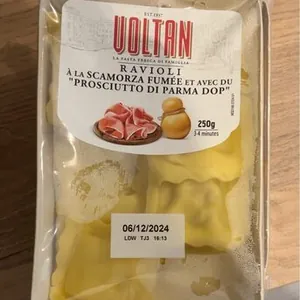 EST. 1967
VOLTAN
LA PASTA FRESCA DI FAMIGLIA
RAVIOLI
À LA SCAMORZA FUMÉE ET AVEC DU
"PROSCIUTTO DI PARMA DOP"
250g
3-4 minutes
06/12/2024
LDW TJ3 16:13